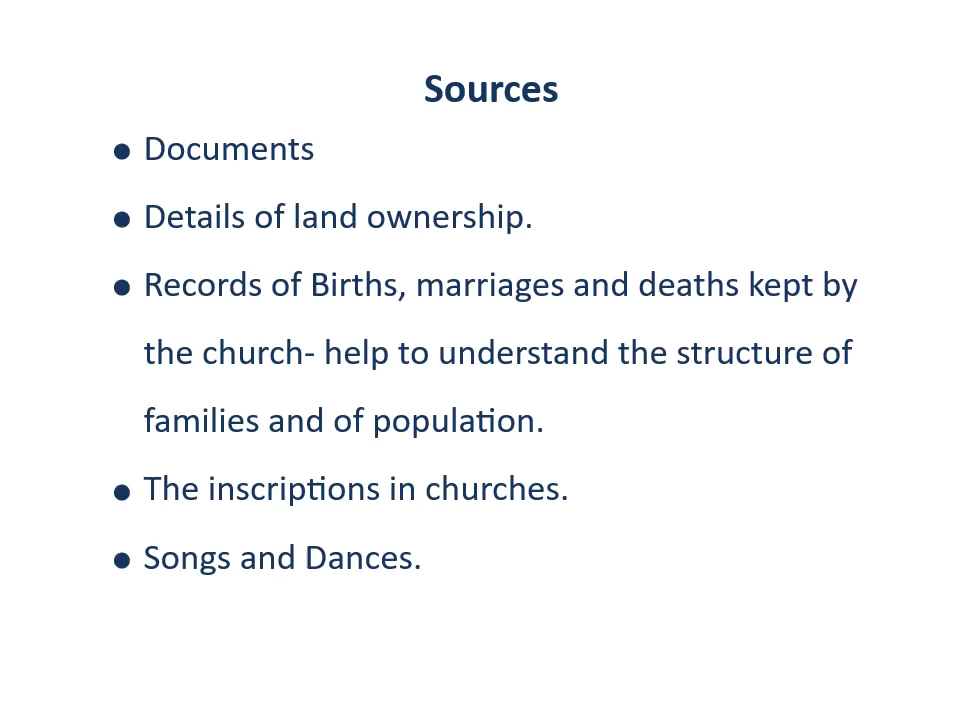 Sources
● Documents
● Details of land ownership.
● Records of Births, marriages and deaths kept by
the church- help to understand the structure of
families and of population.
● The inscriptions in churches.
● Songs and Dances.